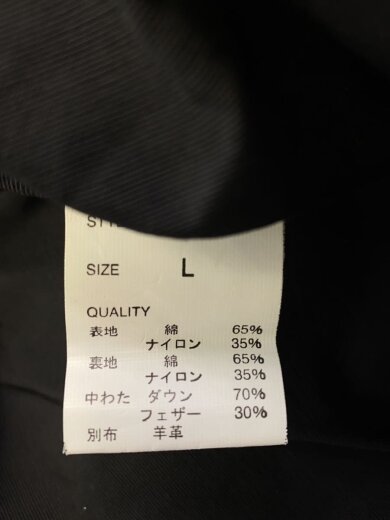 SIZE L
QUALITY
表地 綿 65%
ナイロン 35%
裏地 綿 65%
ナイロン 35%
中わた ダウン 70%
フェザー 30%
別布 羊革